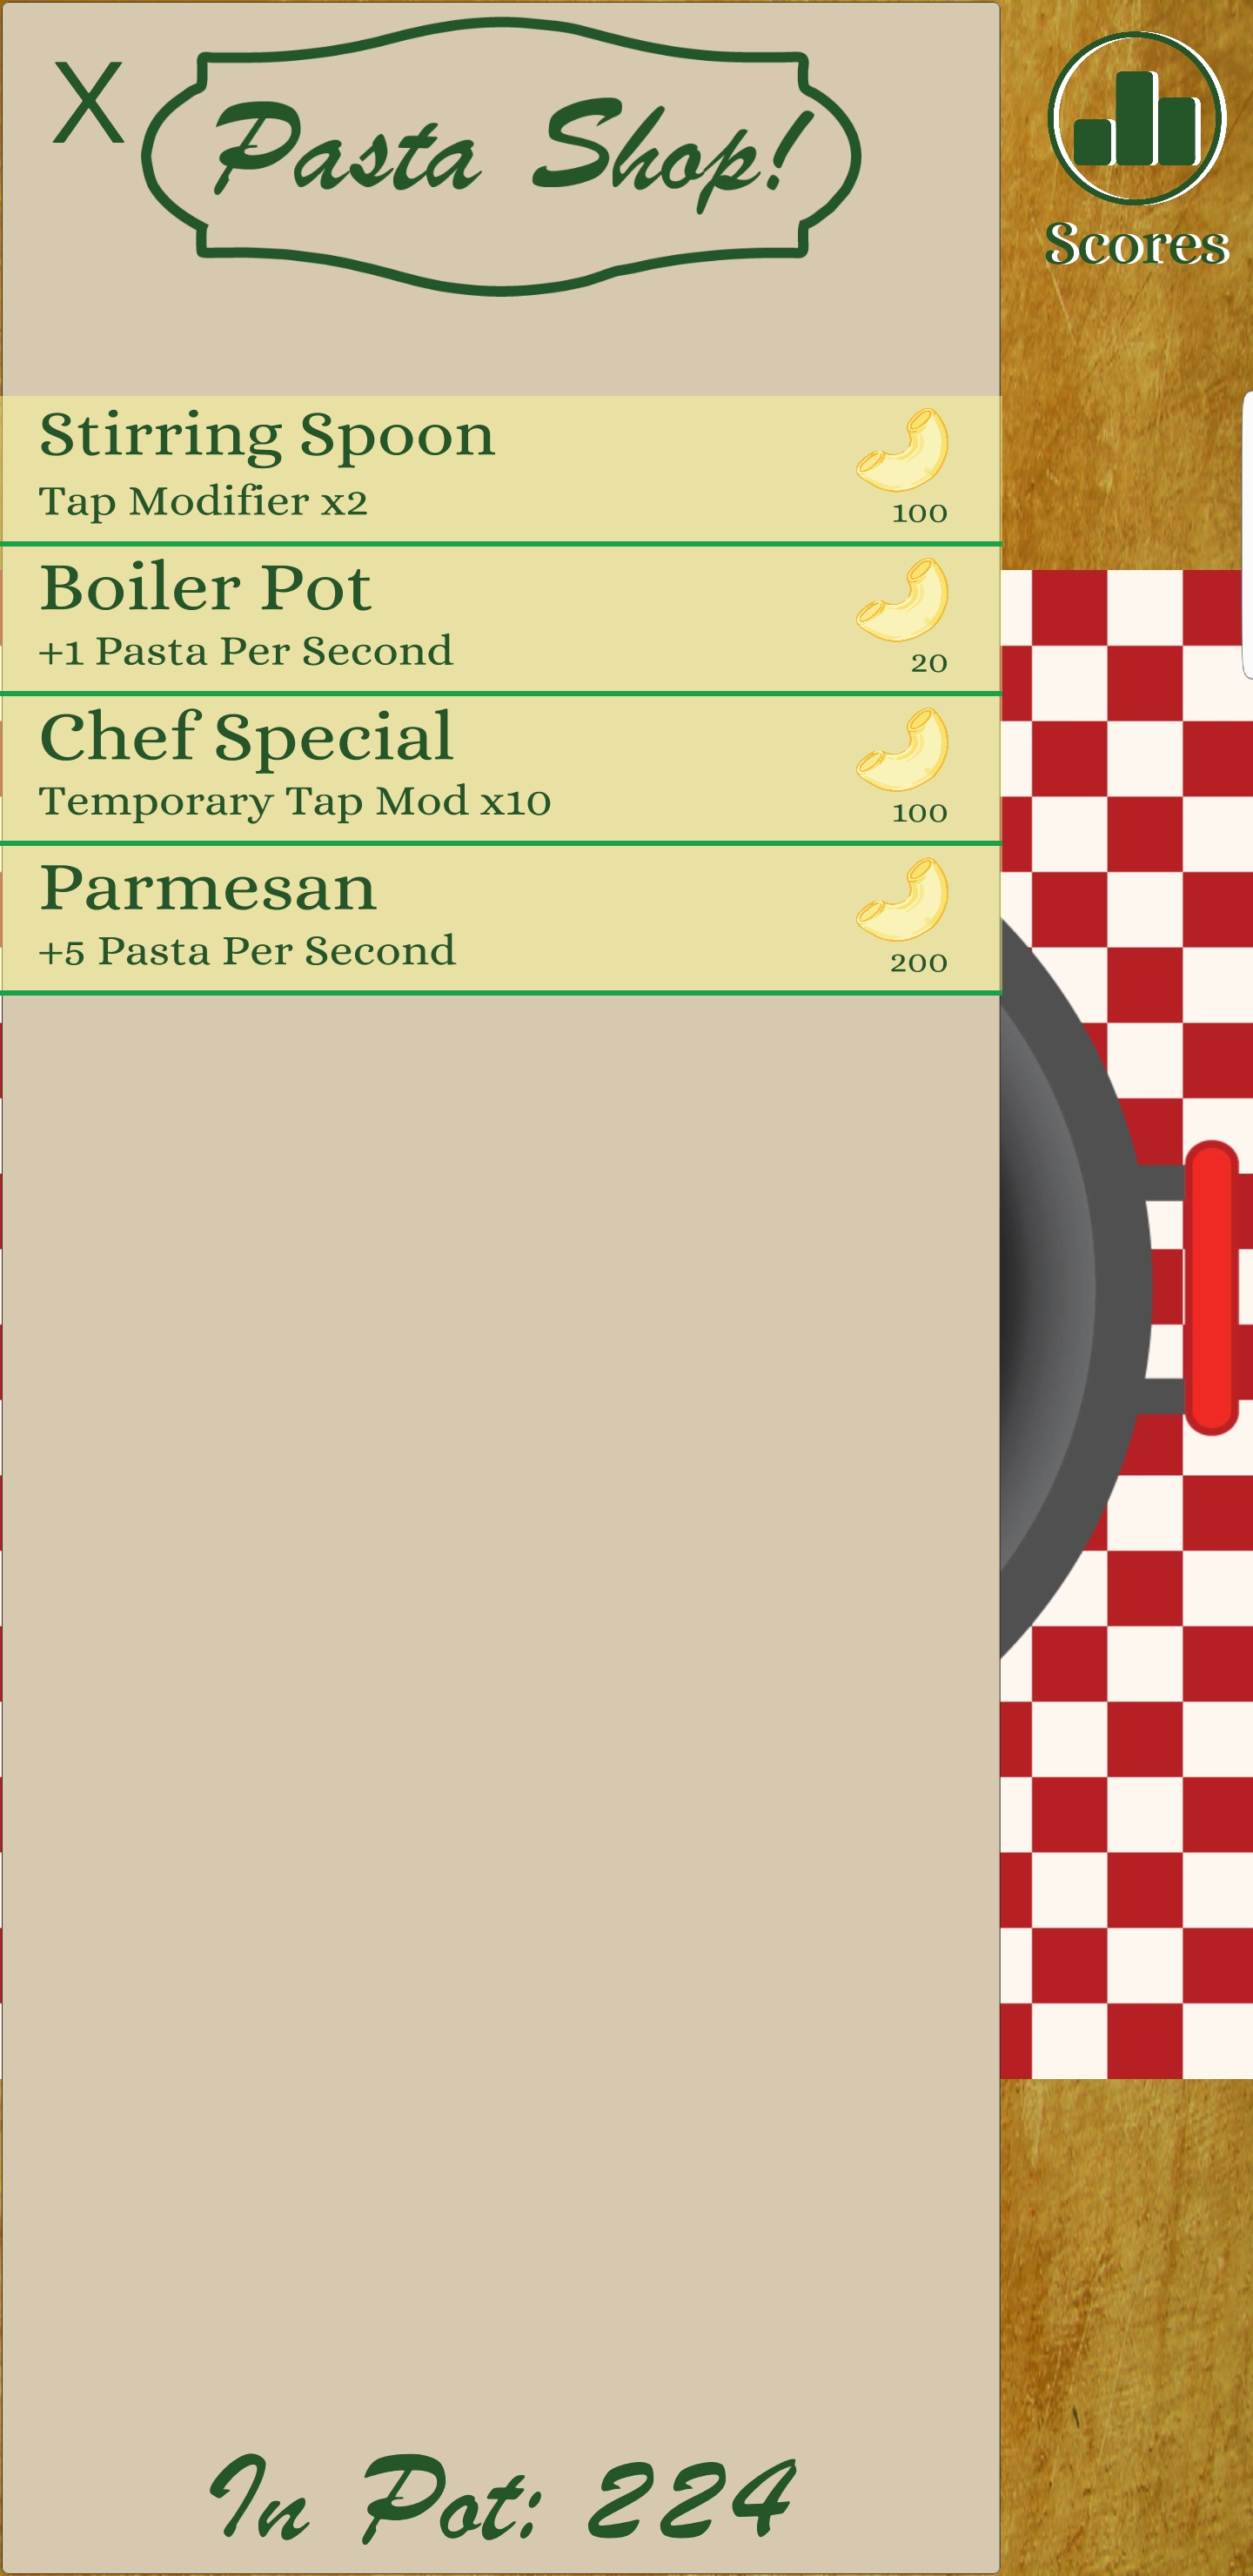 X
Pasta Shop!
Scores
Stirring Spoon
Tap Modifier x2
100
Boiler Pot
+1 Pasta Per Second
20
Chef Special
Temporary Tap Mod x10
100
Parmesan
+5 Pasta Per Second
200
In Pot: 224